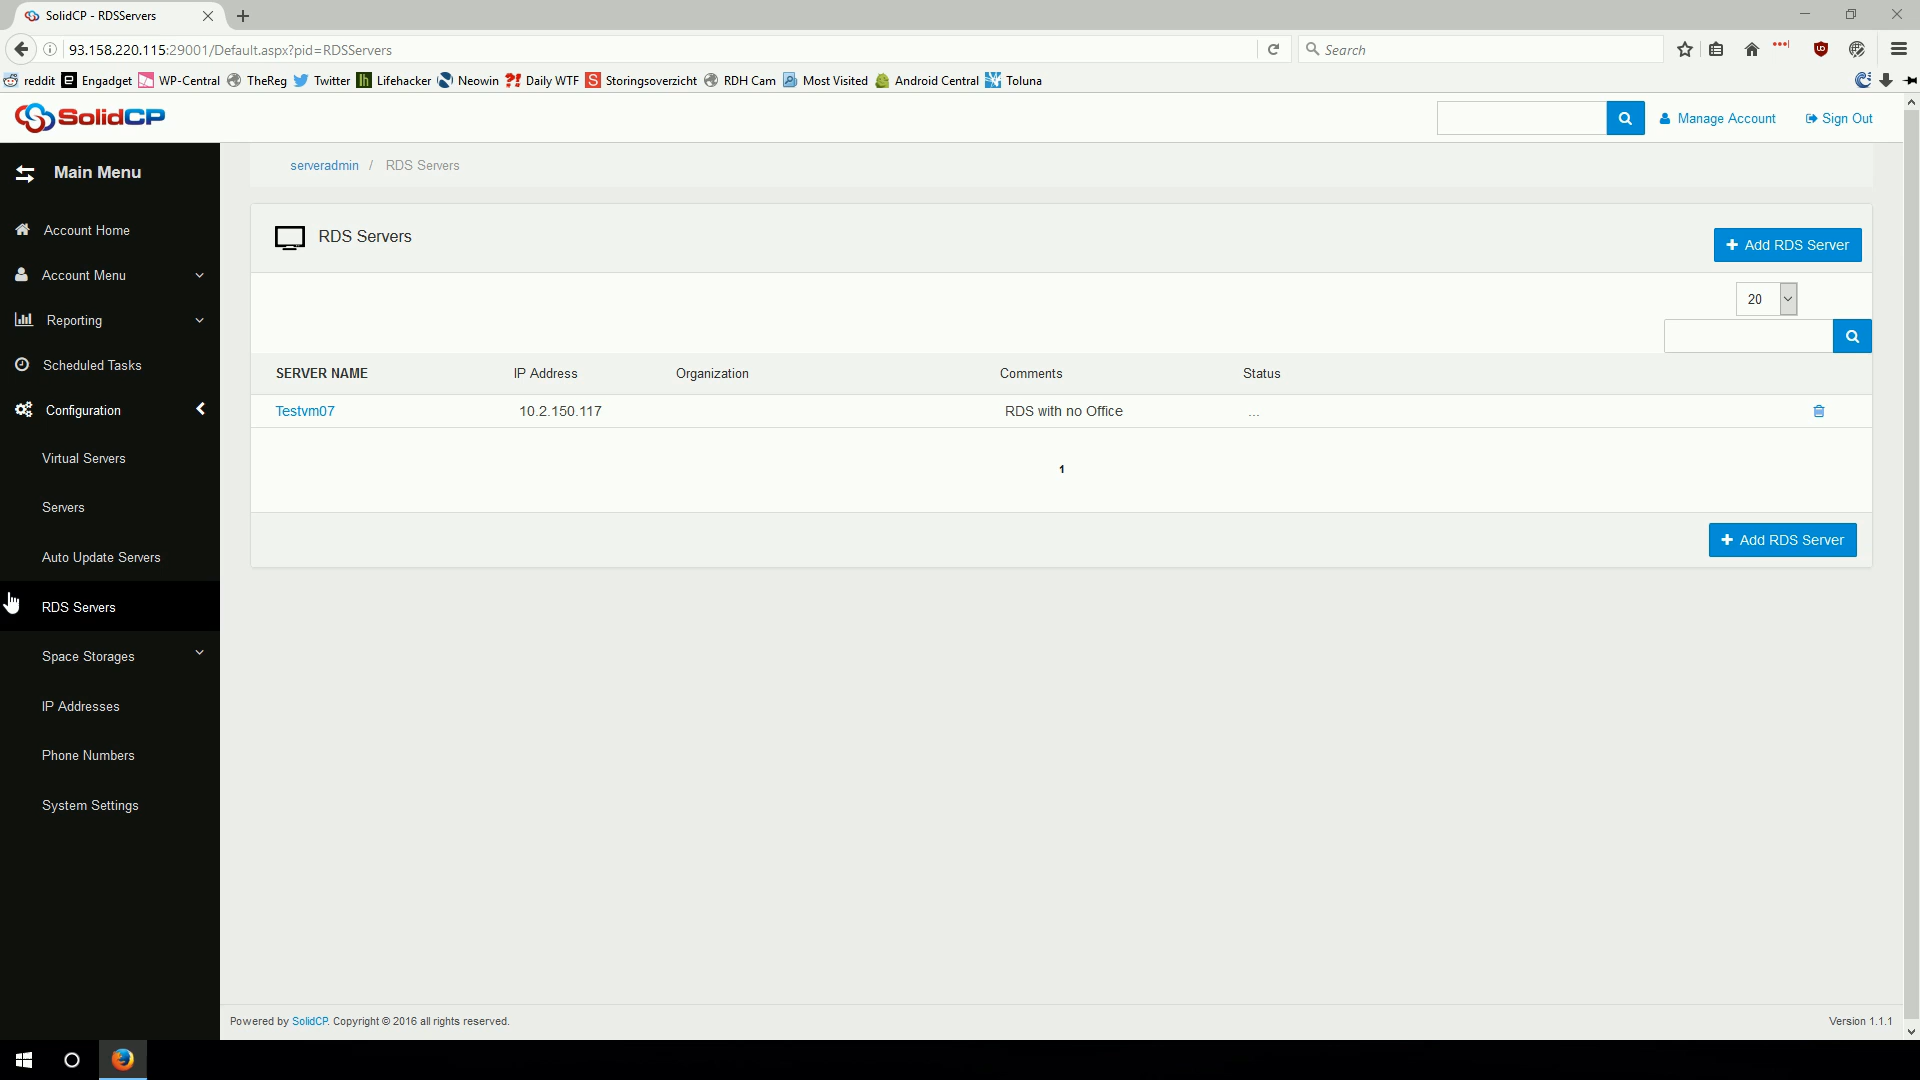 SolidCP - RDSServers
93.158.220.115:29001/Default.aspx?pid=RDSServers
Search
reddit Engadget WP-Central TheReg Twitter Lifehacker Neowin Daily WTF Storingsoverzicht RDH Cam Most Visited Android Central Toluna
SolidCP
Manage Account
Sign Out
Main Menu
serveradmin / RDS Servers
Account Home
Account Menu
Reporting
Scheduled Tasks
Configuration
Virtual Servers
Servers
Auto Update Servers
RDS Servers
Space Storages
IP Addresses
Phone Numbers
System Settings
RDS Servers
Add RDS Server
20
SERVER NAME IP Address Organization Comments Status
Testvm07 10.2.150.117 RDS with no Office ...
1
Add RDS Server
Powered by SolidCP. Copyright © 2016 all rights reserved.
Version 1.1.1